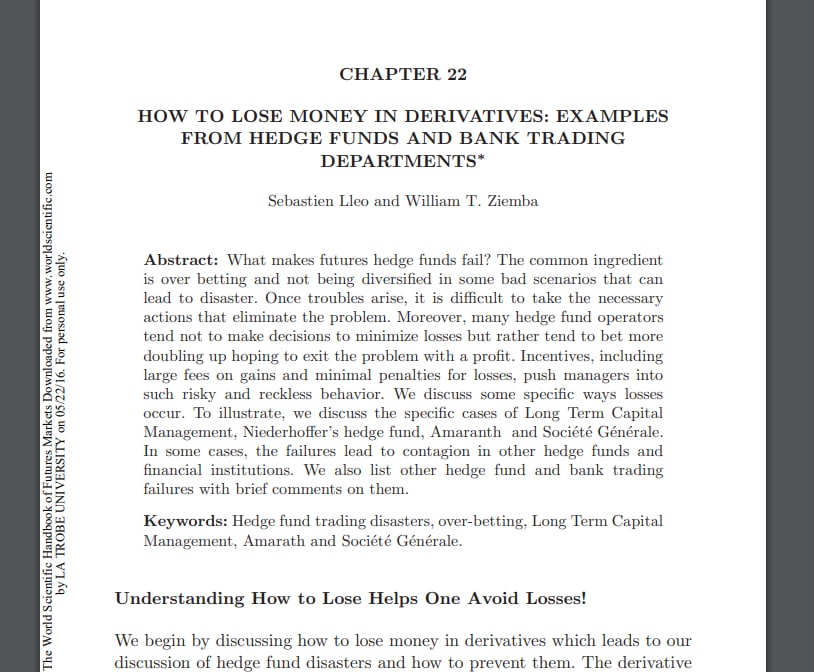 CHAPTER 22
HOW TO LOSE MONEY IN DERIVATIVES: EXAMPLES
FROM HEDGE FUNDS AND BANK TRADING
DEPARTMENTS*
Sebastien Lleo and William T. Ziemba
Abstract: What makes futures hedge funds fail? The common ingredient
is over betting and not being diversified in some bad scenarios that can
lead to disaster. Once troubles arise, it is difficult to take the necessary
actions that eliminate the problem. Moreover, many hedge fund operators
tend not to make decisions to minimize losses but rather tend to bet more
doubling up hoping to exit the problem with a profit. Incentives, including
large fees on gains and minimal penalties for losses, push managers into
such risky and reckless behavior. We discuss some specific ways losses
occur. To illustrate, we discuss the specific cases of Long Term Capital
Management, Niederhoffer's hedge fund, Amaranth and Société Générale.
In some cases, the failures lead to contagion in other hedge funds and
financial institutions. We also list other hedge fund and bank trading
failures with brief comments on them.
Keywords: Hedge fund trading disasters, over-betting, Long Term Capital
Management, Amarath and Société Générale.
Understanding How to Lose Helps One Avoid Losses!
We begin by discussing how to lose money in derivatives which leads to our
discussion of hedge fund disasters and how to prevent them. The derivative
The World Scientific Handbook of Futures Markets Downloaded from www.worldscientific.com
by LA TROBE UNIVERSITY on 05/22/16. For personal use only.